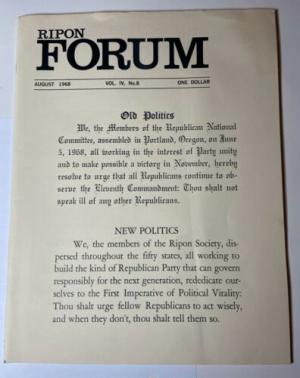 RIPON
FORUM
AUGUST 1968 VOL. IV, No.8 ONE DOLLAR
Old Politics
We, the Members of the Republican National
Committee, assembled in Portland, Oregon, on June
5, 1968, all working in the interest of Party unity
and to make possible a victory in November, hereby
resolve to urge that all Republicans continue to ob-
serve the Eleventh Commandment: Thou shalt not
speak ill of any other Republicans.
NEW POLITICS
We, the members of the Ripon Society, dis-
persed throughout the fifty states, all working to
build the kind of Republican Party that can govern
responsibly for the next generation, rededicate our-
selves to the First Imperative of Political Vitality:
Thou shalt urge fellow Republicans to act wisely,
and when they don't, thou shalt tell them so.